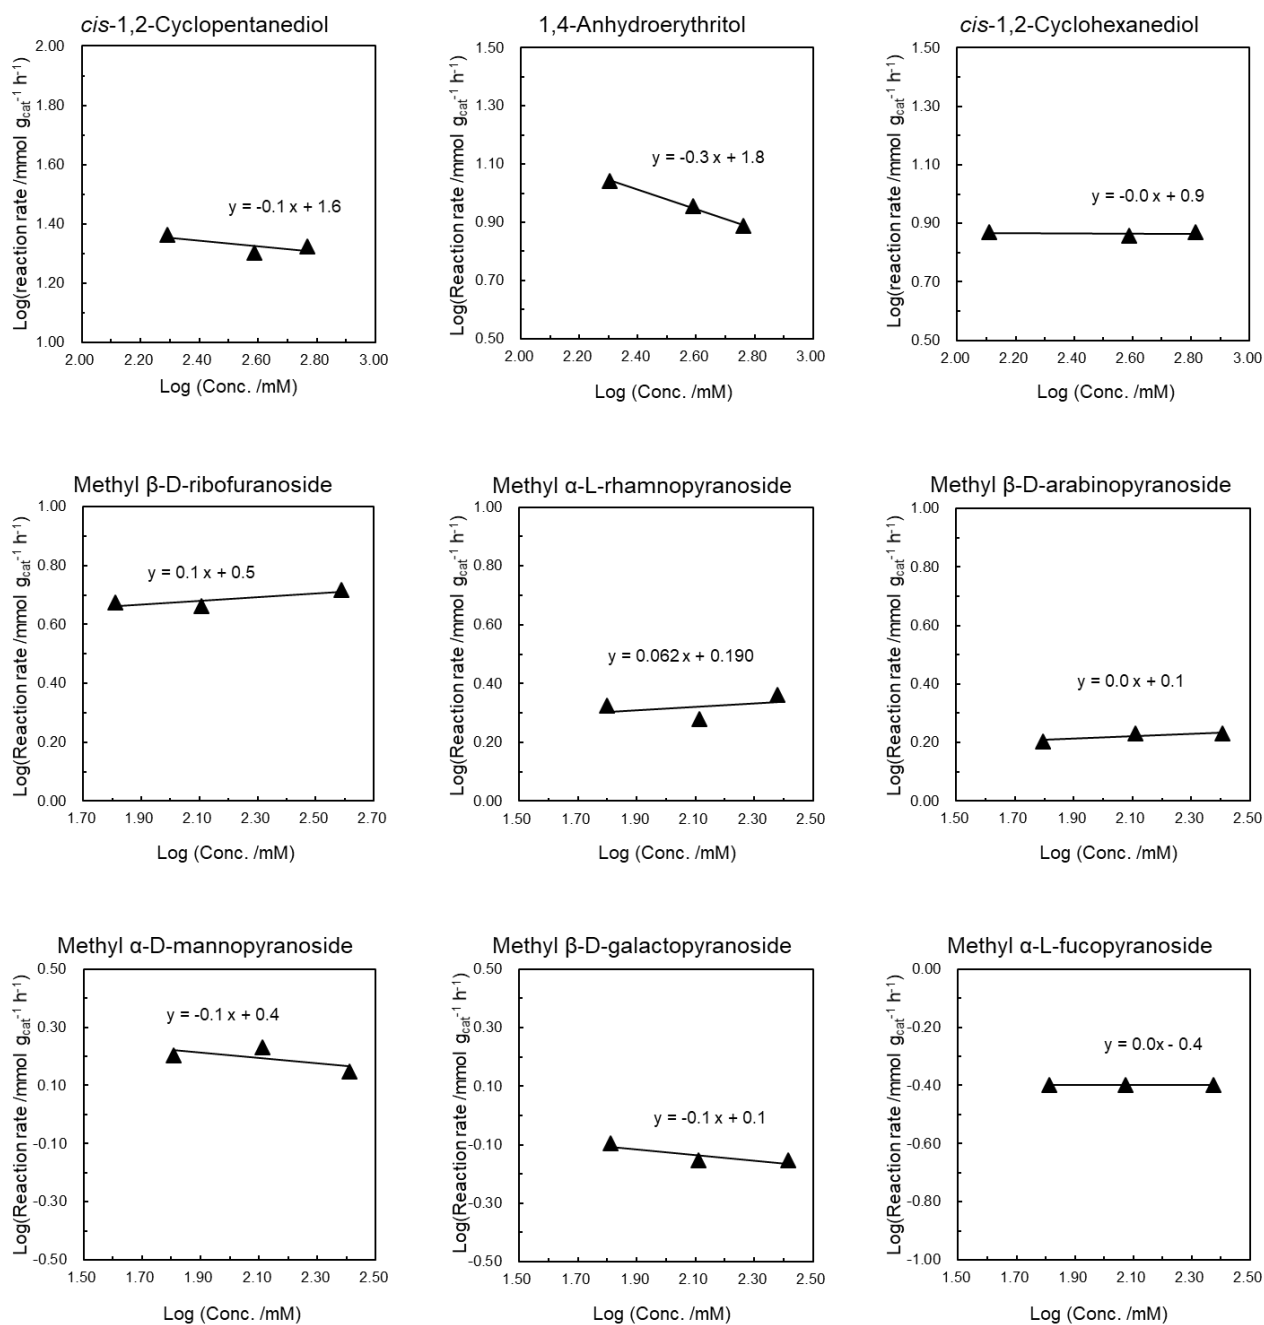 cis-1,2-Cyclopentanediol
Log(reaction rate /mmol g_cat⁻¹ h⁻¹)
2.00
1.80
1.60
1.40
1.20
1.00
y = -0.1 x + 1.6
2.00 2.20 2.40 2.60 2.80 3.00
Log (Conc. /mM)
1,4-Anhydroerythritol
Log(Reaction rate /mmol g_cat⁻¹ h⁻¹)
1.50
1.30
1.10
0.90
0.70
0.50
y = -0.3 x + 1.8
2.00 2.20 2.40 2.60 2.80 3.00
Log (Conc. /mM)
cis-1,2-Cyclohexanediol
Log(reaction rate /mmol g_cat⁻¹ h⁻¹)
1.50
1.30
1.10
0.90
0.70
0.50
y = -0.0 x + 0.9
2.00 2.20 2.40 2.60 2.80 3.00
Log (Conc. /mM)
Methyl β-D-ribofuranoside
Log(Reaction rate /mmol g_cat⁻¹ h⁻¹)
1.00
0.80
0.60
0.40
0.20
0.00
y = 0.1 x + 0.5
1.70 1.90 2.10 2.30 2.50 2.70
Log (Conc. /mM)
Methyl α-L-rhamnopyranoside
Log(Reaction rate /mmol g_cat⁻¹ h⁻¹)
1.00
0.80
0.60
0.40
0.20
0.00
y = 0.062 x + 0.190
1.50 1.70 1.90 2.10 2.30 2.50
Log (Conc. /mM)
Methyl β-D-arabinopyranoside
Log(Reaction rate /mmol g_cat⁻¹ h⁻¹)
1.00
0.80
0.60
0.40
0.20
0.00
y = 0.0 x + 0.1
1.50 1.70 1.90 2.10 2.30 2.50
Log (Conc. /mM)
Methyl α-D-mannopyranoside
Log(Reaction rate /mmol g_cat⁻¹ h⁻¹)
0.50
0.30
0.10
-0.10
-0.30
-0.50
y = -0.1 x + 0.4
1.50 1.70 1.90 2.10 2.30 2.50
Log (Conc. /mM)
Methyl β-D-galactopyranoside
Log(Reaction rate /mmol g_cat⁻¹ h⁻¹)
0.50
0.30
0.10
-0.10
-0.30
-0.50
y = -0.1 x + 0.1
1.50 1.70 1.90 2.10 2.30 2.50
Log (Conc. /mM)
Methyl α-L-fucopyranoside
Log(Reaction rate /mmol g_cat⁻¹ h⁻¹)
0.00
-0.20
-0.40
-0.60
-0.80
-1.00
y = 0.0x - 0.4
1.50 1.70 1.90 2.10 2.30 2.50
Log (Conc. /mM)